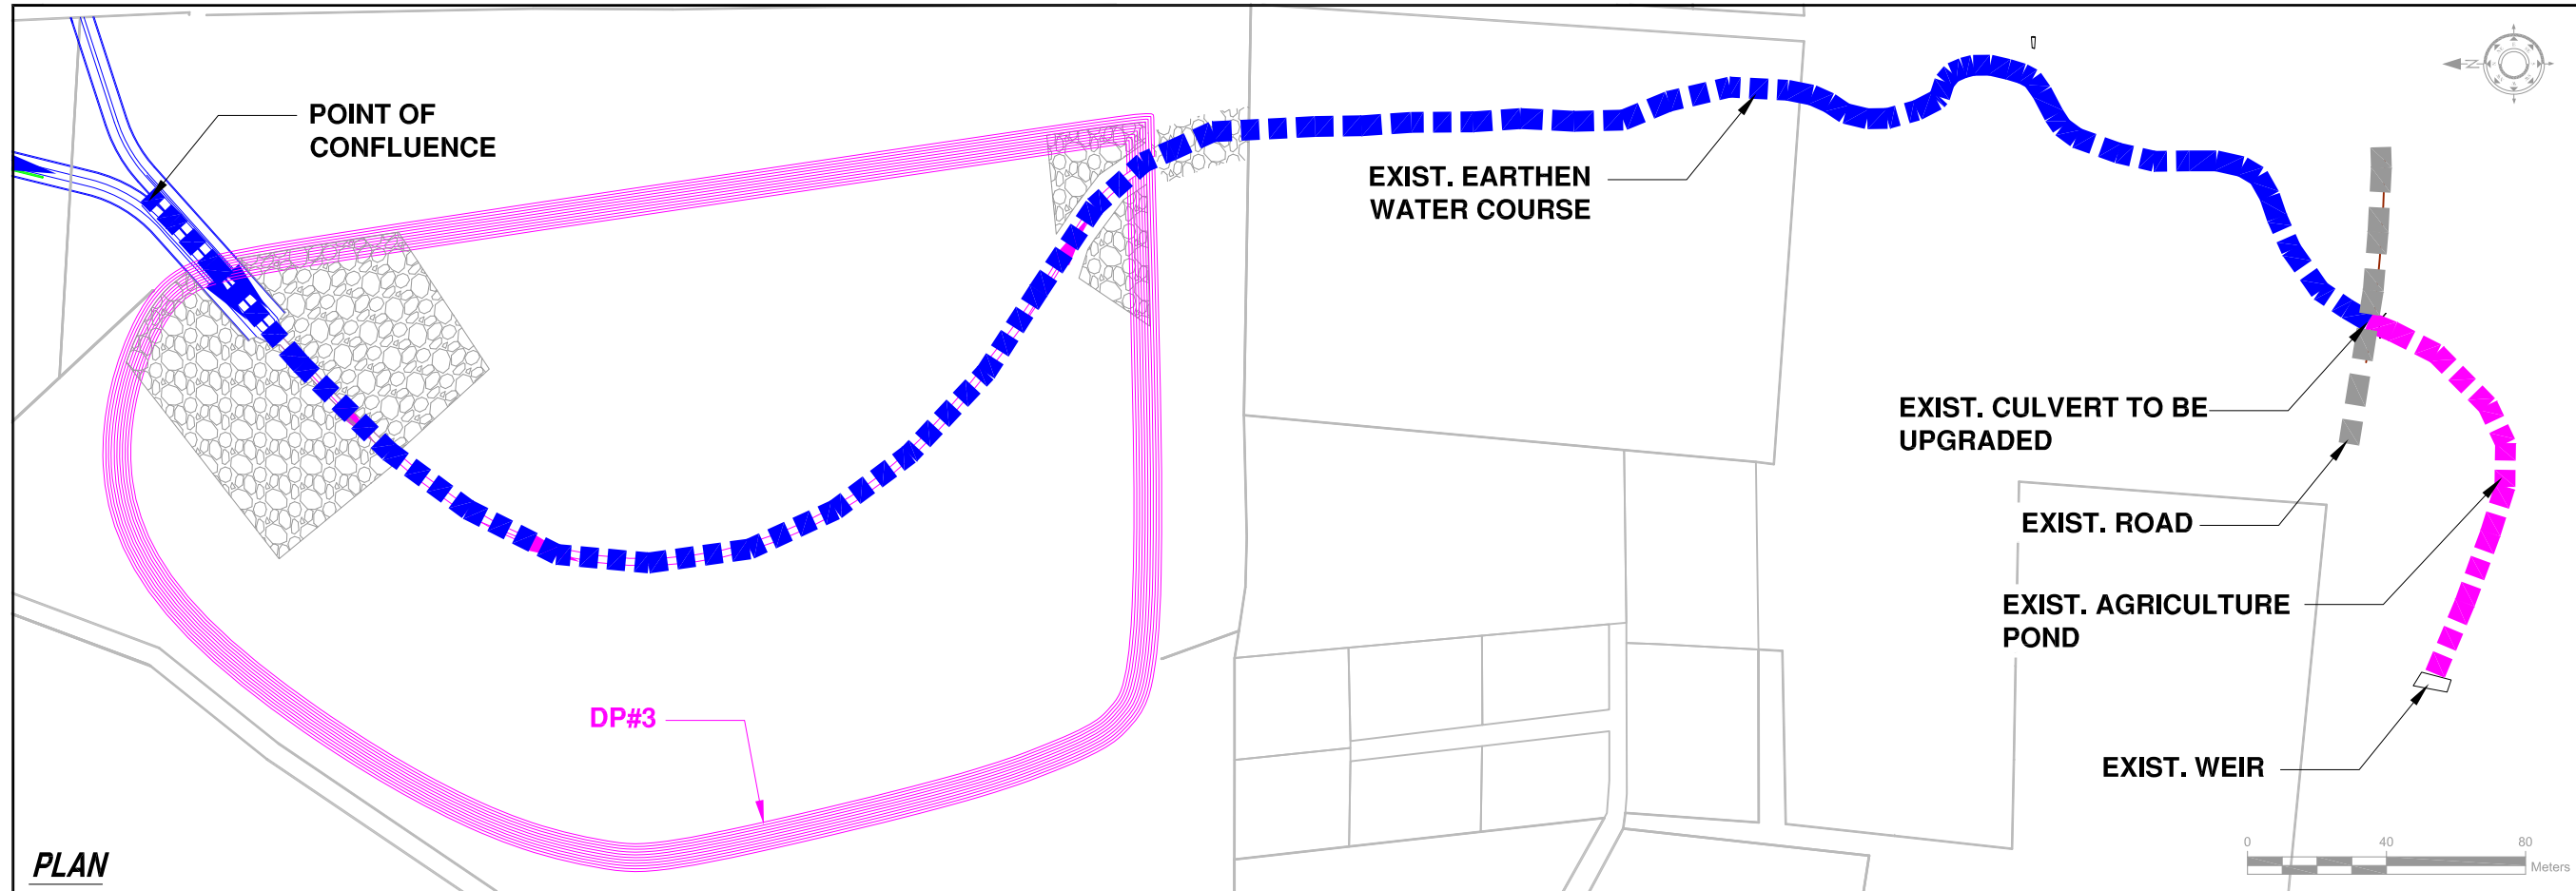 POINT OF
CONFLUENCE
N
EXIST. EARTHEN
WATER COURSE
EXIST. CULVERT TO BE
UPGRADED
EXIST. ROAD
EXIST. AGRICULTURE
POND
DP#3
EXIST. WEIR
PLAN
0 40 80
Meters